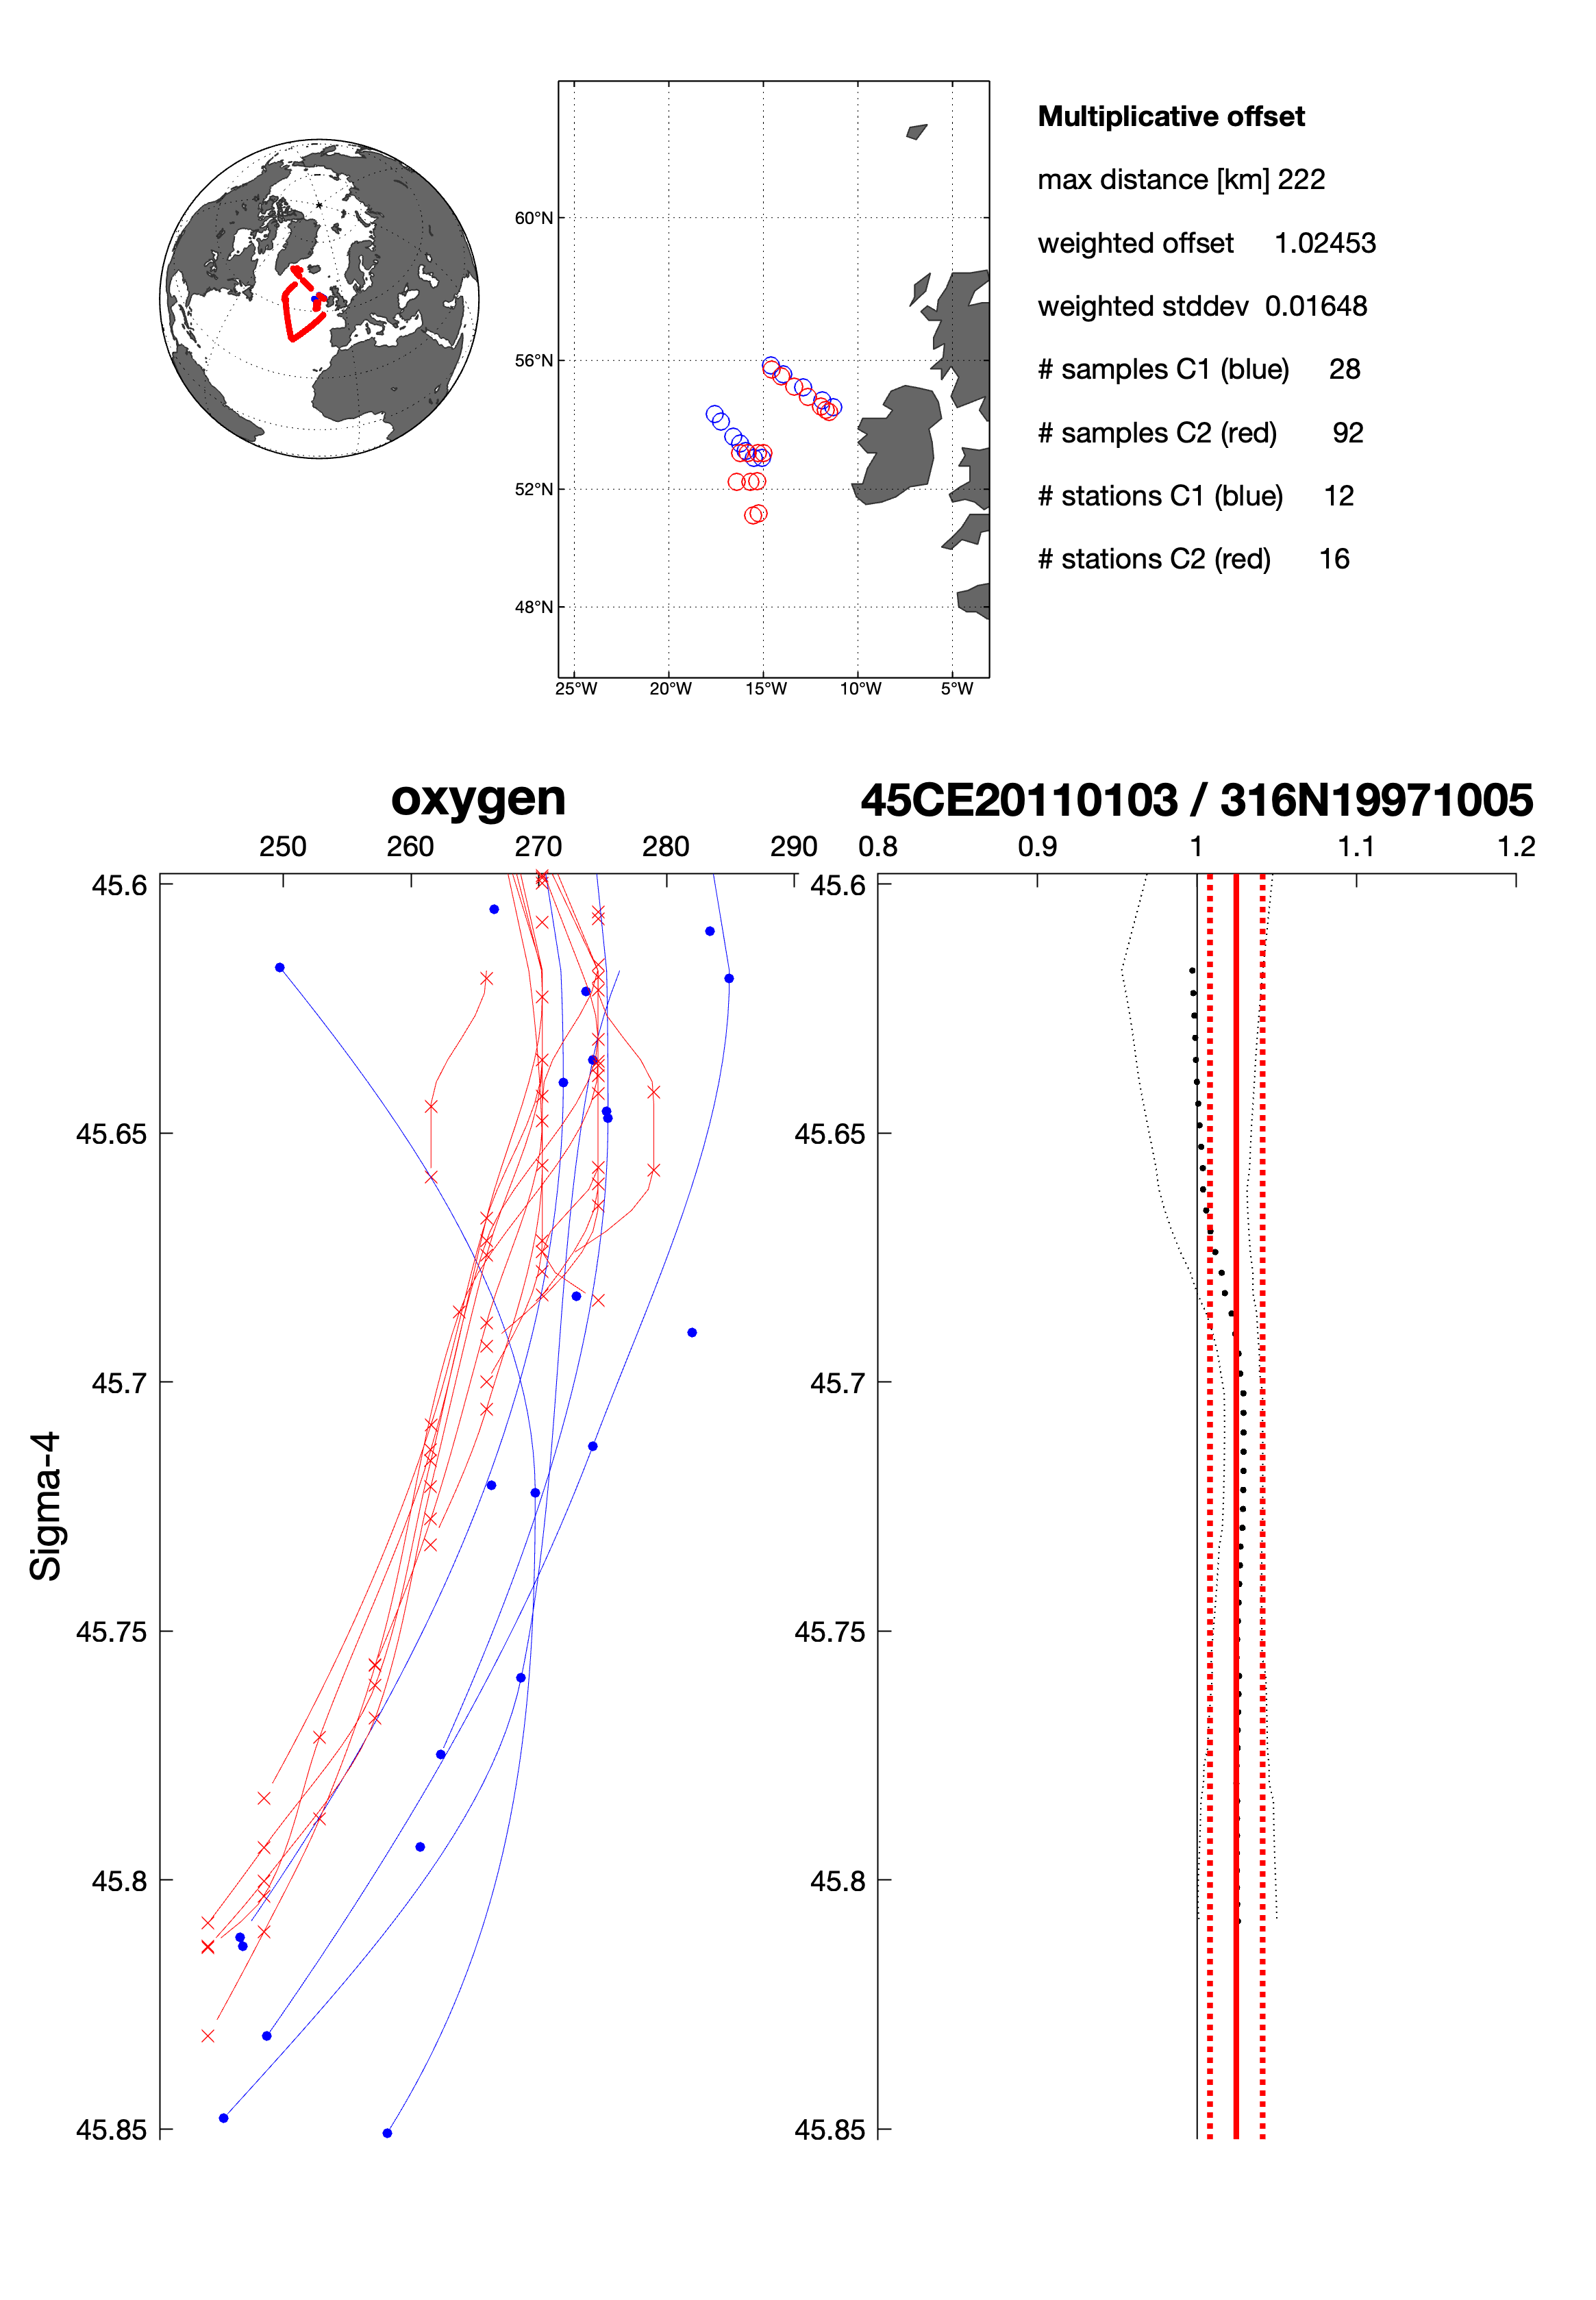 Multiplicative offset
max distance [km] 222
weighted offset 1.02453
weighted stddev 0.01648
# samples C1 (blue) 28
# samples C2 (red) 92
# stations C1 (blue) 12
# stations C2 (red) 16
60°N
56°N
52°N
48°N
25°W 20°W 15°W 10°W 5°W
oxygen
250 260 270 280 290
45.6
45.65
45.7
45.75
45.8
45.85
Sigma-4
45CE20110103 / 316N19971005
0.8 0.9 1 1.1 1.2
45.6
45.65
45.7
45.75
45.8
45.85